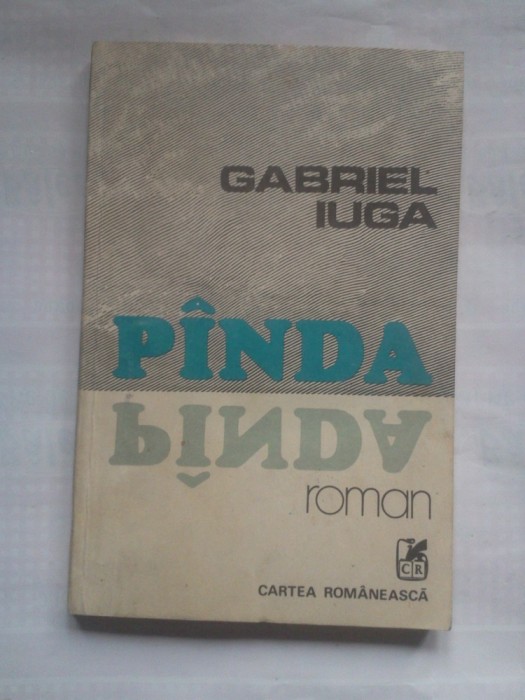 GABRIEL
IUGA
PÎNDA
PÎNDA
roman
CR
CARTEA ROMÂNEASCĂ